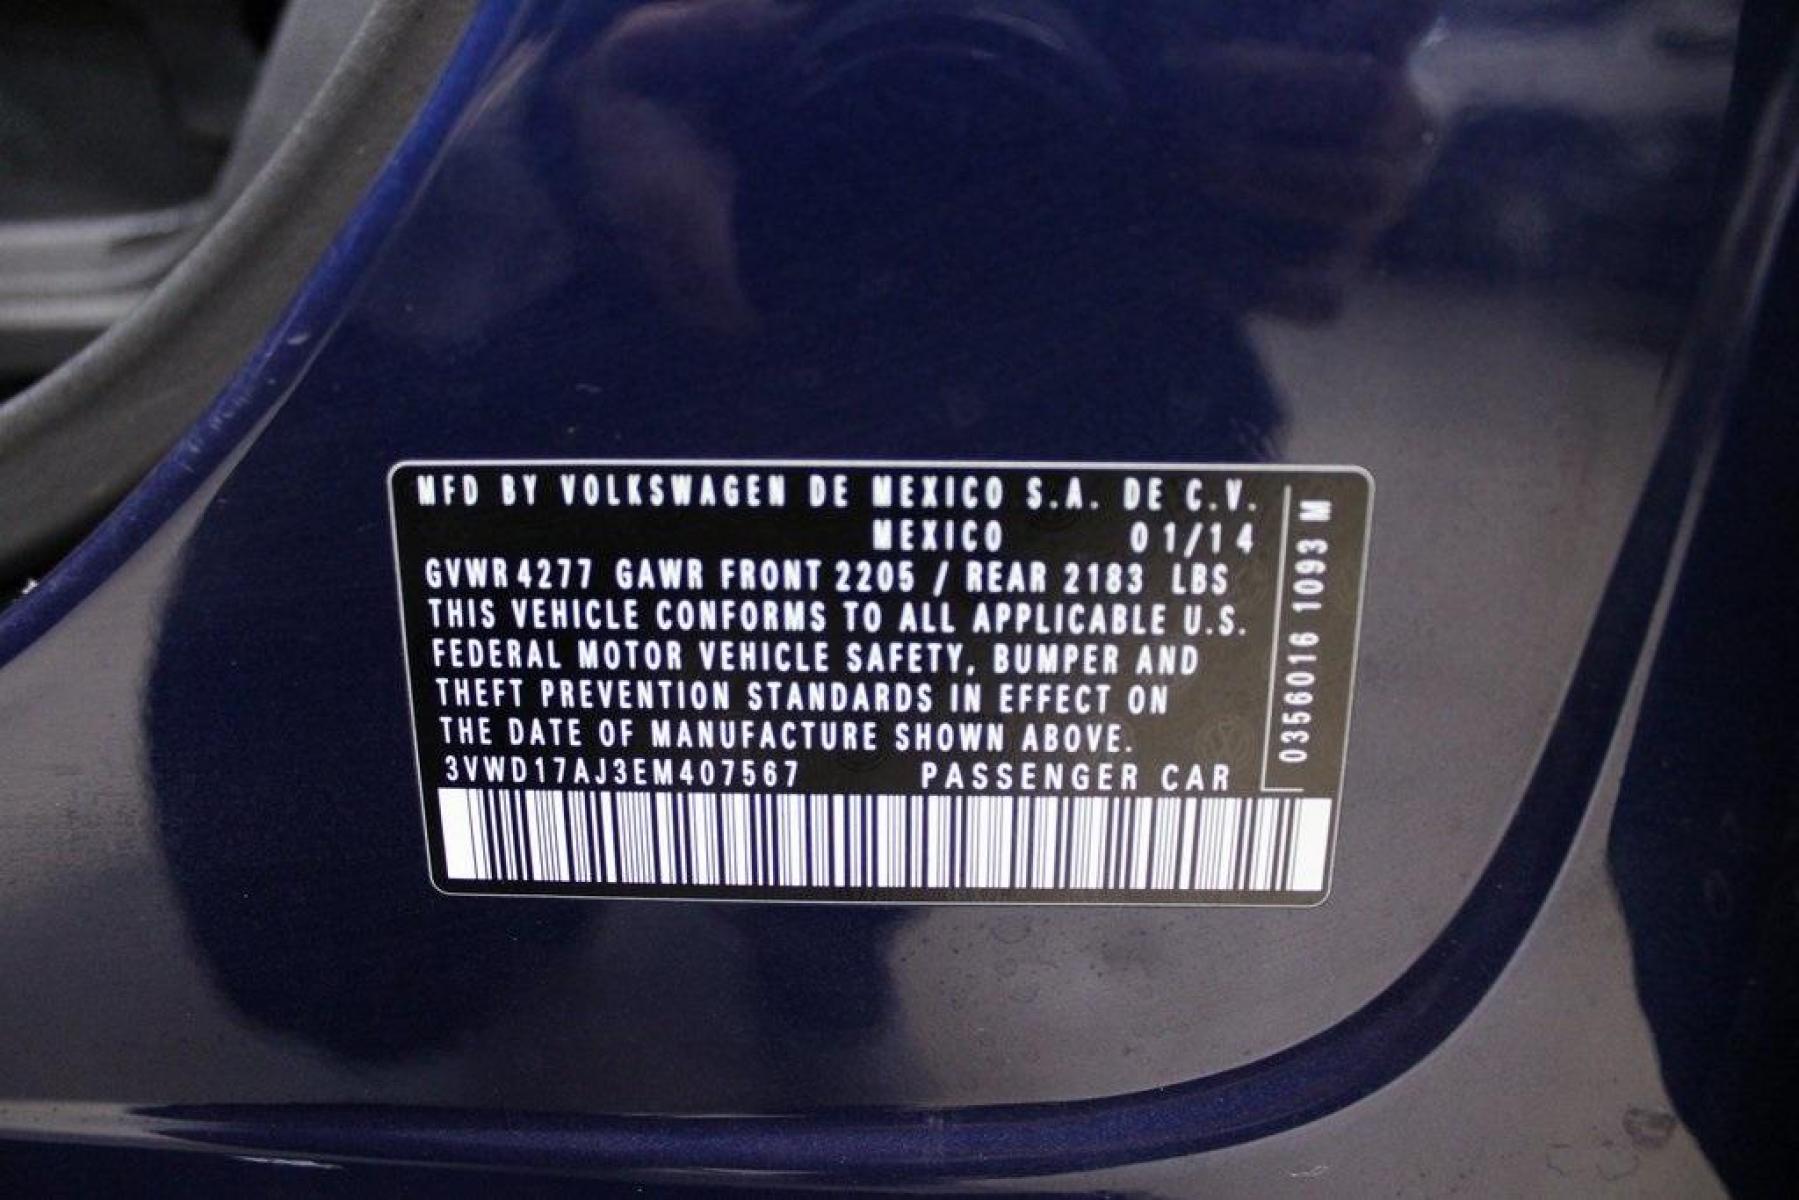 MFD BY VOLKSWAGEN DE MEXICO S.A. DE C.V.
MEXICO 01/14
GVWR 4277 GAWR FRONT 2205 / REAR 2183 LBS
THIS VEHICLE CONFORMS TO ALL APPLICABLE U.S.
FEDERAL MOTOR VEHICLE SAFETY, BUMPER AND
THEFT PREVENTION STANDARDS IN EFFECT ON
THE DATE OF MANUFACTURE SHOWN ABOVE.
3VWD17AJ3EM407567 PASSENGER CAR
0356016 1093 M